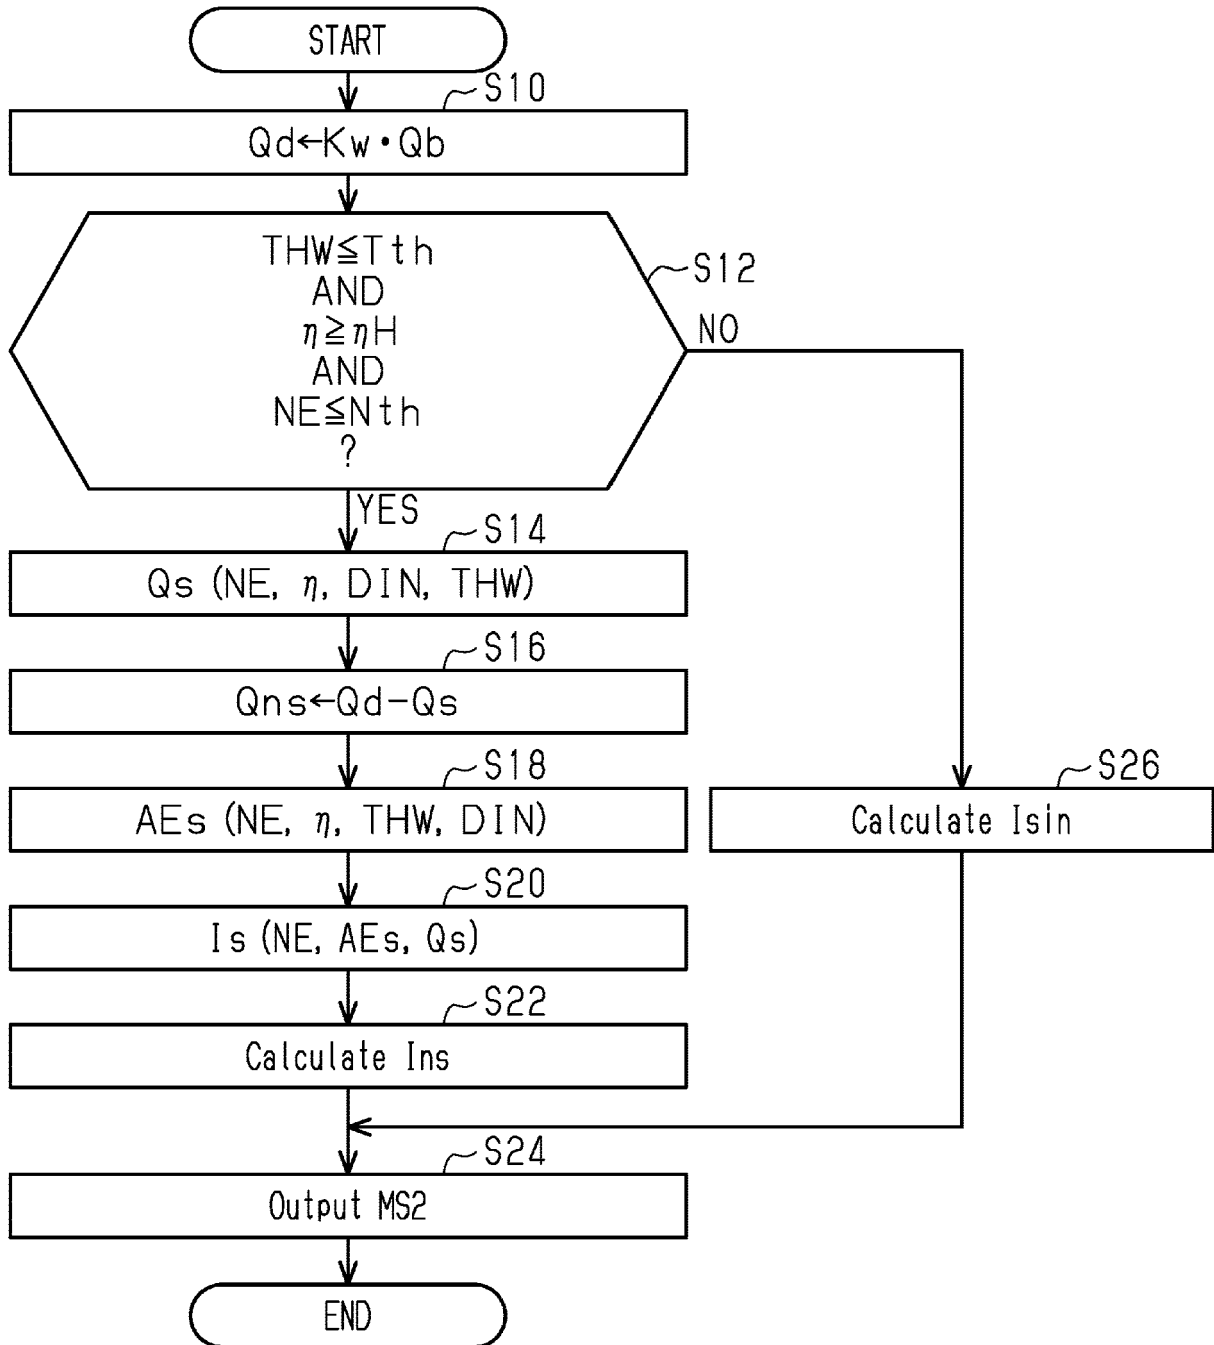 START
S10
Qd←Kw・Qb
THW≦Tth
AND
η≧ηH
AND
NE≦Nth
?
S12
NO
YES
S14
Qs (NE, η, DIN, THW)
S16
Qns←Qd−Qs
S18
AEs (NE, η, THW, DIN)
S26
Calculate Isin
S20
Is (NE, AEs, Qs)
S22
Calculate Ins
S24
Output MS2
END